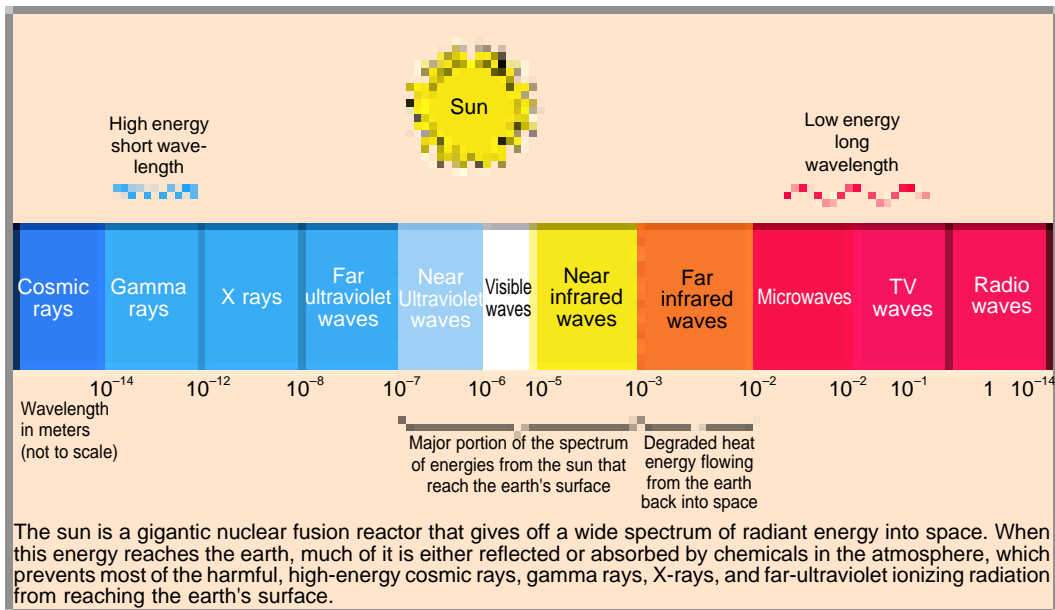 Sun
High energy
short wave-
length
Low energy
long
wavelength
Cosmic
rays
Gamma
rays
X rays
Far
ultraviolet
waves
Near
Ultraviolet
waves
Visible
waves
Near
infrared
waves
Far
infrared
waves
Microwaves
TV
waves
Radio
waves
10⁻¹⁴ 10⁻¹² 10⁻⁸ 10⁻⁷ 10⁻⁶ 10⁻⁵ 10⁻³ 10⁻² 10⁻² 10⁻¹ 1 10⁻¹⁴
Wavelength
in meters
(not to scale)
Major portion of the spectrum
of energies from the sun that
reach the earth's surface
Degraded heat
energy flowing
from the earth
back into space
The sun is a gigantic nuclear fusion reactor that gives off a wide spectrum of radiant energy into space. When
this energy reaches the earth, much of it is either reflected or absorbed by chemicals in the atmosphere, which
prevents most of the harmful, high-energy cosmic rays, gamma rays, X-rays, and far-ultraviolet ionizing radiation
from reaching the earth's surface.